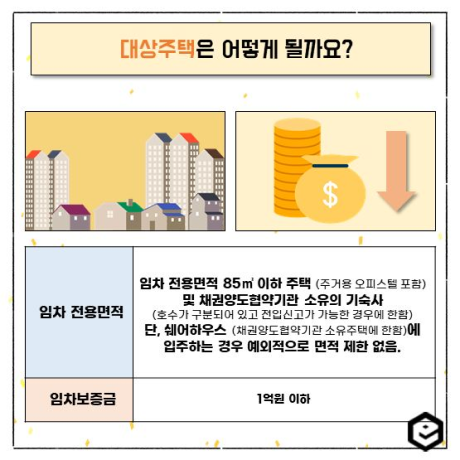 대상주택은 어떻게 될까요?
$
임차 전용면적
임차 전용면적 85㎡ 이하 주택 (주거용 오피스텔 포함)
및 채권양도협약기관 소유의 기숙사
(호수가 구분되어 있고 전입신고가 가능한 경우에 한함)
단, 쉐어하우스 (채권양도협약기관 소유주택에 한함)에
입주하는 경우 예외적으로 면적 제한 없음.
임차보증금
1억원 이하